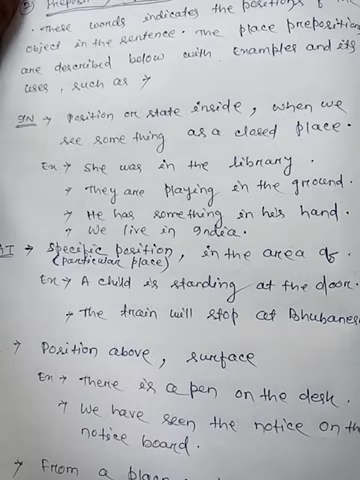 ② Preposit
. These words indicates the positions of
object in the sentence. The place preposition
are described below with examples and its
uses, such as →
IN → Position or state inside, when we
see something as a closed place.
Ex → She was in the library.
→ They are playing in the ground.
→ He has something in his hand.
→ We live in India.
AT → Specific position, in the area of.
(particular place)
Ex → A child is standing at the door.
→ The train will stop at Bhubanes
→ Position above, surface
Ex → There is a pen on the desk.
→ We have seen the notice on the
notice board.
→ From a place